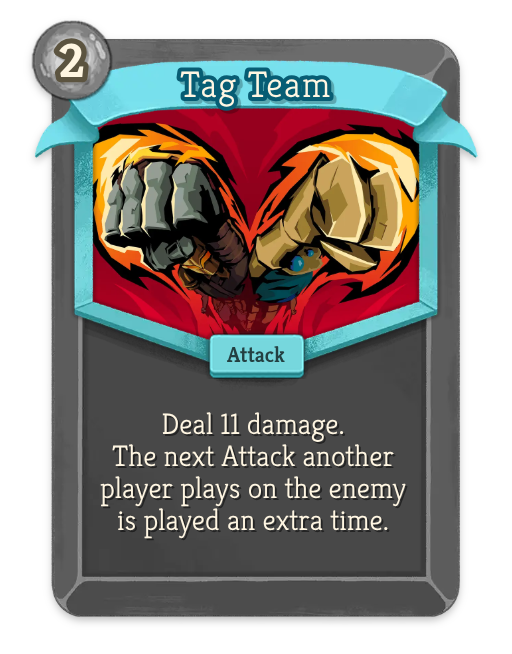 2
Tag Team
Attack
Deal 11 damage.
The next Attack another
player plays on the enemy
is played an extra time.